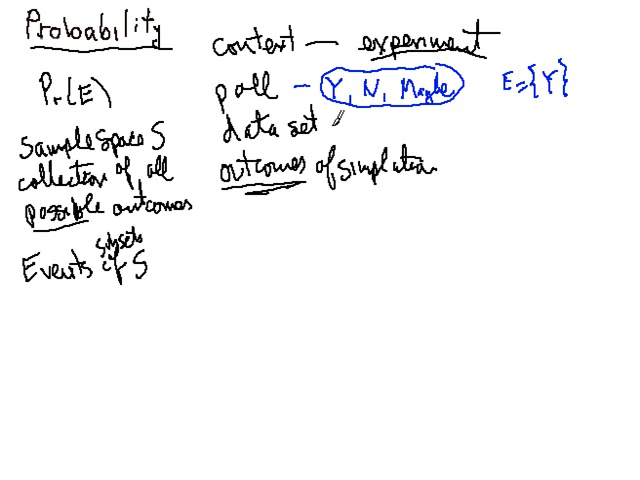 Probability
Pr(E)
Sample space S
collection of all
possible outcomes
Events subsets of S
context — experiment
poll — Y, N, Maybe E={Y}
data set
outcomes of simulation